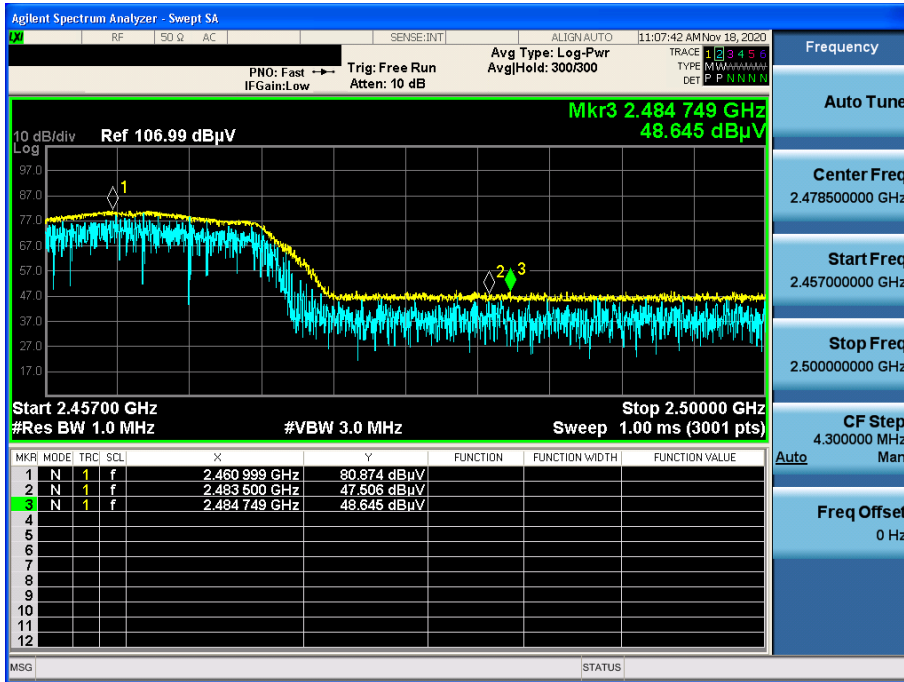 Agilent Spectrum Analyzer - Swept SA
LXI RF 50 Ω AC SENSE:INT ALIGN AUTO 11:07:42 AM Nov 18, 2020
Frequency
Avg Type: Log-Pwr TRACE 1 2 3 4 5 6
PNO: Fast Trig: Free Run Avg|Hold: 300/300 TYPE M W W W W W
IFGain:Low Atten: 10 dB DET P P N N N N
Auto Tune
Mkr3 2.484 749 GHz
10 dB/div Ref 106.99 dBµV 48.645 dBµV
Log
97.0
87.0
77.0
67.0
57.0
47.0
37.0
27.0
17.0
1
2
3
Center Freq
2.478500000 GHz
Start Freq
2.457000000 GHz
Stop Freq
2.500000000 GHz
Start 2.45700 GHz Stop 2.50000 GHz
#Res BW 1.0 MHz #VBW 3.0 MHz Sweep 1.00 ms (3001 pts)
CF Step
4.300000 MHz
Auto Man
MKR MODE TRC SCL X Y FUNCTION FUNCTION WIDTH FUNCTION VALUE
1 N 1 f 2.460 999 GHz 80.874 dBµV
2 N 1 f 2.483 500 GHz 47.506 dBµV
3 N 1 f 2.484 749 GHz 48.645 dBµV
4
5
6
7
8
9
10
11
12
Freq Offset
0 Hz
MSG STATUS